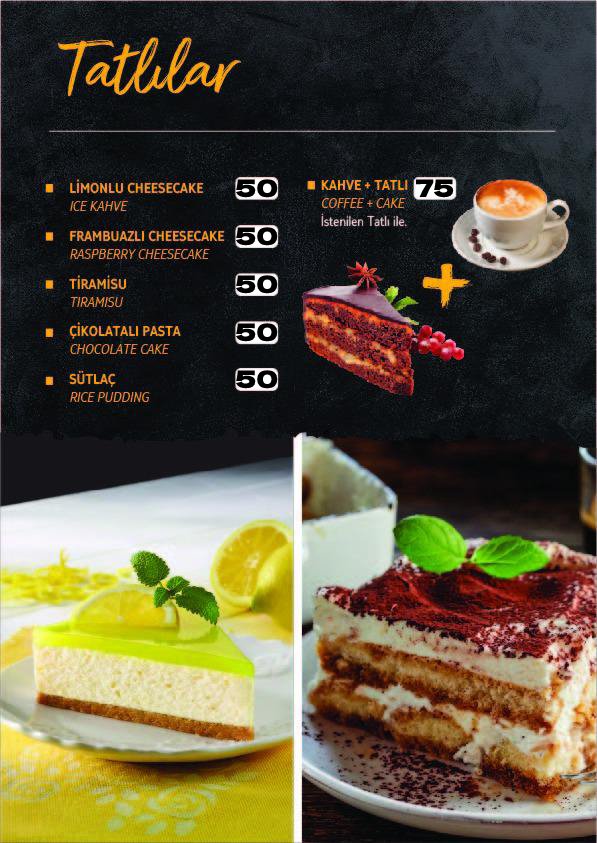 Tatlılar
LİMONLU CHEESECAKE 50
ICE KAHVE
FRAMBUAZLI CHEESECAKE 50
RASPBERRY CHEESECAKE
TİRAMİSU 50
TIRAMISU
ÇİKOLATALI PASTA 50
CHOCOLATE CAKE
SÜTLAÇ 50
RICE PUDDING
KAHVE + TATLI 75
COFFEE + CAKE
İstenilen Tatlı ile.
+